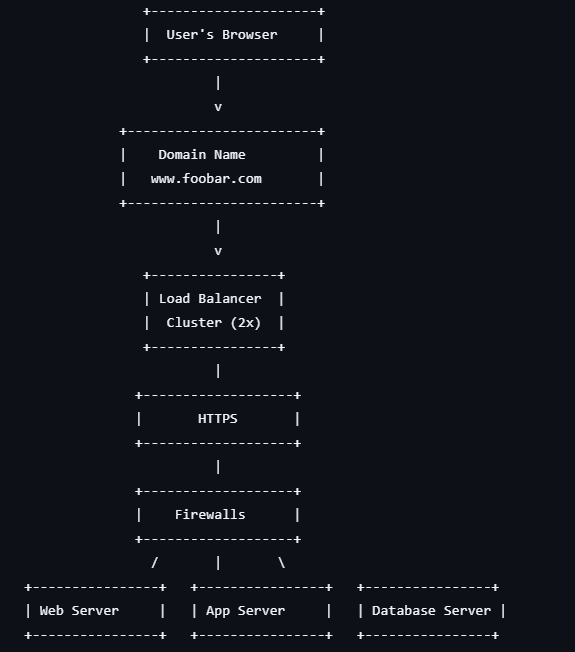 +---------------------+
|  User's Browser     |
+---------------------+
|
v
+------------------------+
|    Domain Name         |
|   www.foobar.com       |
+------------------------+
|
v
+----------------+
| Load Balancer  |
|  Cluster (2x)  |
+----------------+
|
+-------------------+
|       HTTPS       |
+-------------------+
|
+-------------------+
|    Firewalls      |
+-------------------+
/       |       \
+----------------+   +----------------+   +----------------+
| Web Server     |   | App Server     |   | Database Server |
+----------------+   +----------------+   +----------------+